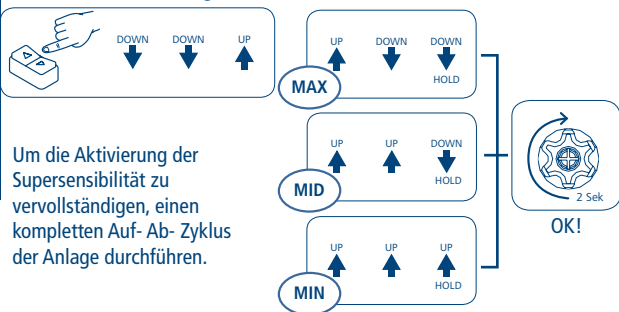 DOWN DOWN UP
UP DOWN DOWN
HOLD
MAX
UP UP DOWN
HOLD
MID
UP UP UP
HOLD
MIN
2 Sek
OK!
Um die Aktivierung der
Supersensibilität zu
vervollständigen, einen
kompletten Auf- Ab- Zyklus
der Anlage durchführen.